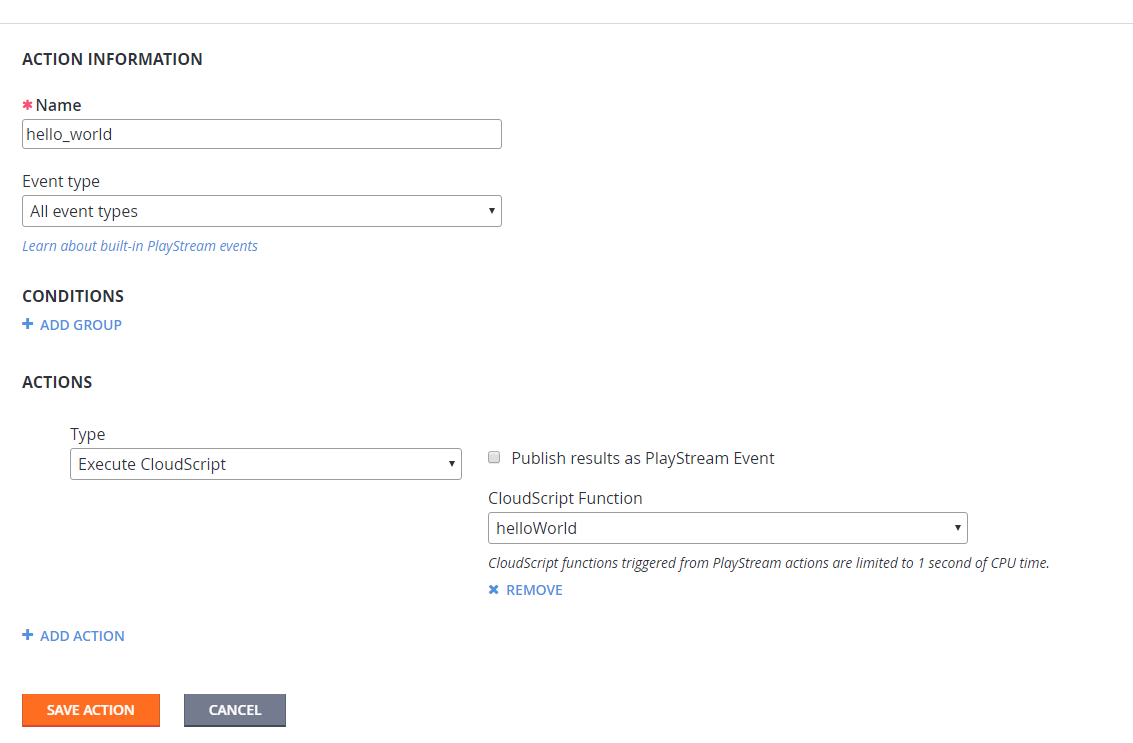 ACTION INFORMATION
* Name
hello_world
Event type
All event types
Learn about built-in PlayStream events
CONDITIONS
+ ADD GROUP
ACTIONS
Type
Execute CloudScript
Publish results as PlayStream Event
CloudScript Function
helloWorld
CloudScript functions triggered from PlayStream actions are limited to 1 second of CPU time.
✖ REMOVE
+ ADD ACTION
SAVE ACTION CANCEL